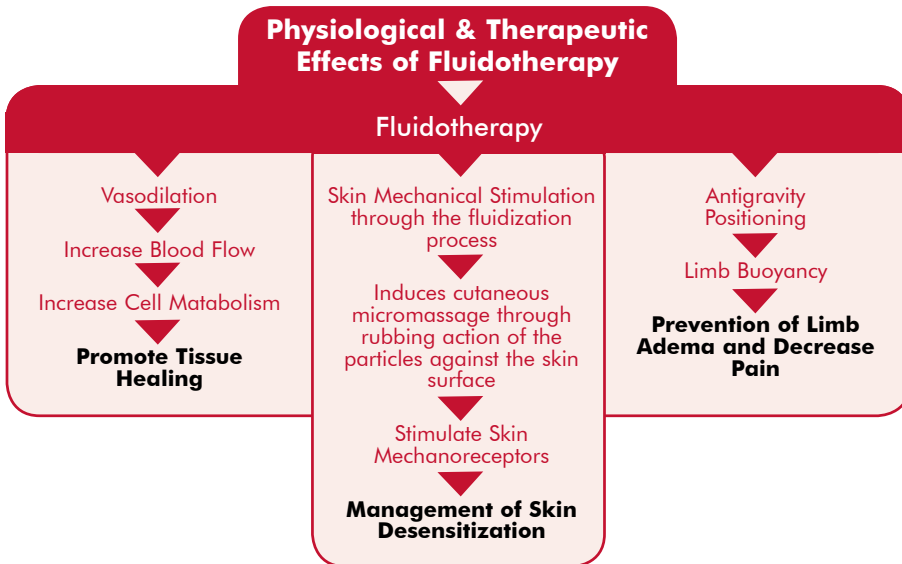 Physiological & Therapeutic
Effects of Fluidotherapy
Fluidotherapy
Vasodilation
Increase Blood Flow
Increase Cell Matabolism
Promote Tissue
Healing
Skin Mechanical Stimulation
through the fluidization
process
Induces cutaneous
micromassage through
rubbing action of the
particles against the skin
surface
Stimulate Skin
Mechanoreceptors
Management of Skin
Desensitization
Antigravity
Positioning
Limb Buoyancy
Prevention of Limb
Adema and Decrease
Pain